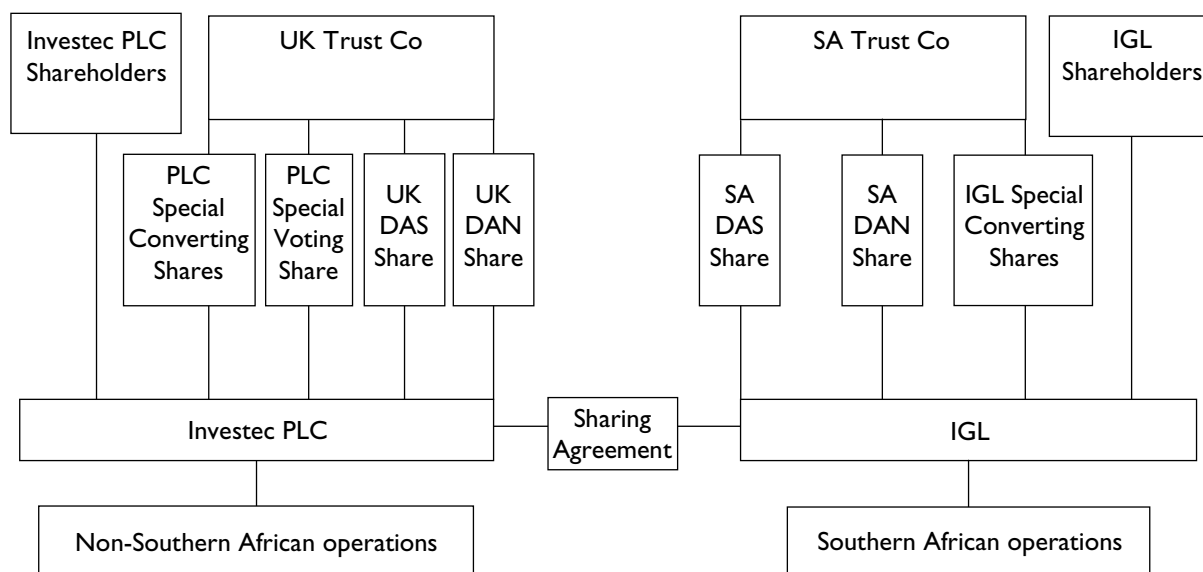 Investec PLC
Shareholders
UK Trust Co
SA Trust Co
IGL
Shareholders
PLC
Special
Converting
Shares
PLC
Special
Voting
Share
UK
DAS
Share
UK
DAN
Share
SA
DAS
Share
SA
DAN
Share
IGL Special
Converting
Shares
Investec PLC
Sharing
Agreement
IGL
Non-Southern African operations
Southern African operations